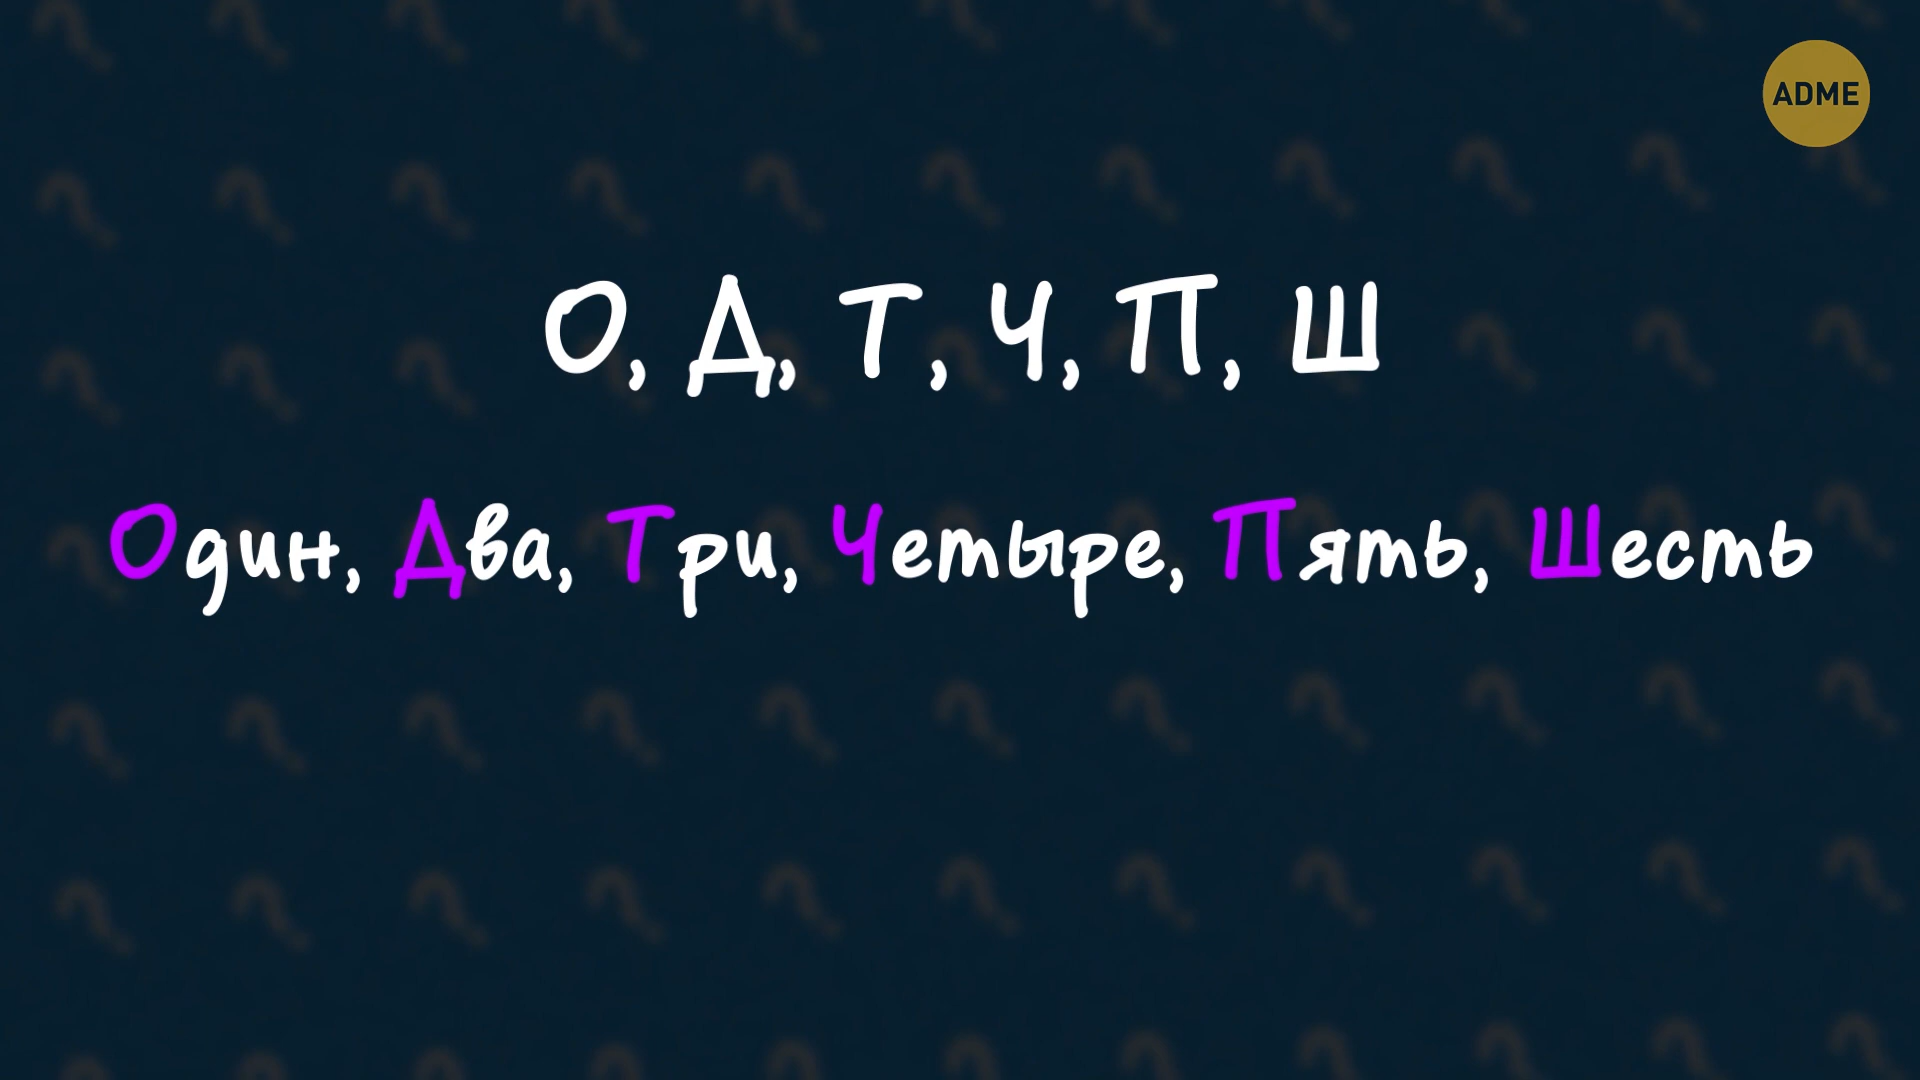 ADME
О, Д, Т, Ч, П, Ш
Один, Два, Три, Четыре, Пять, Шесть